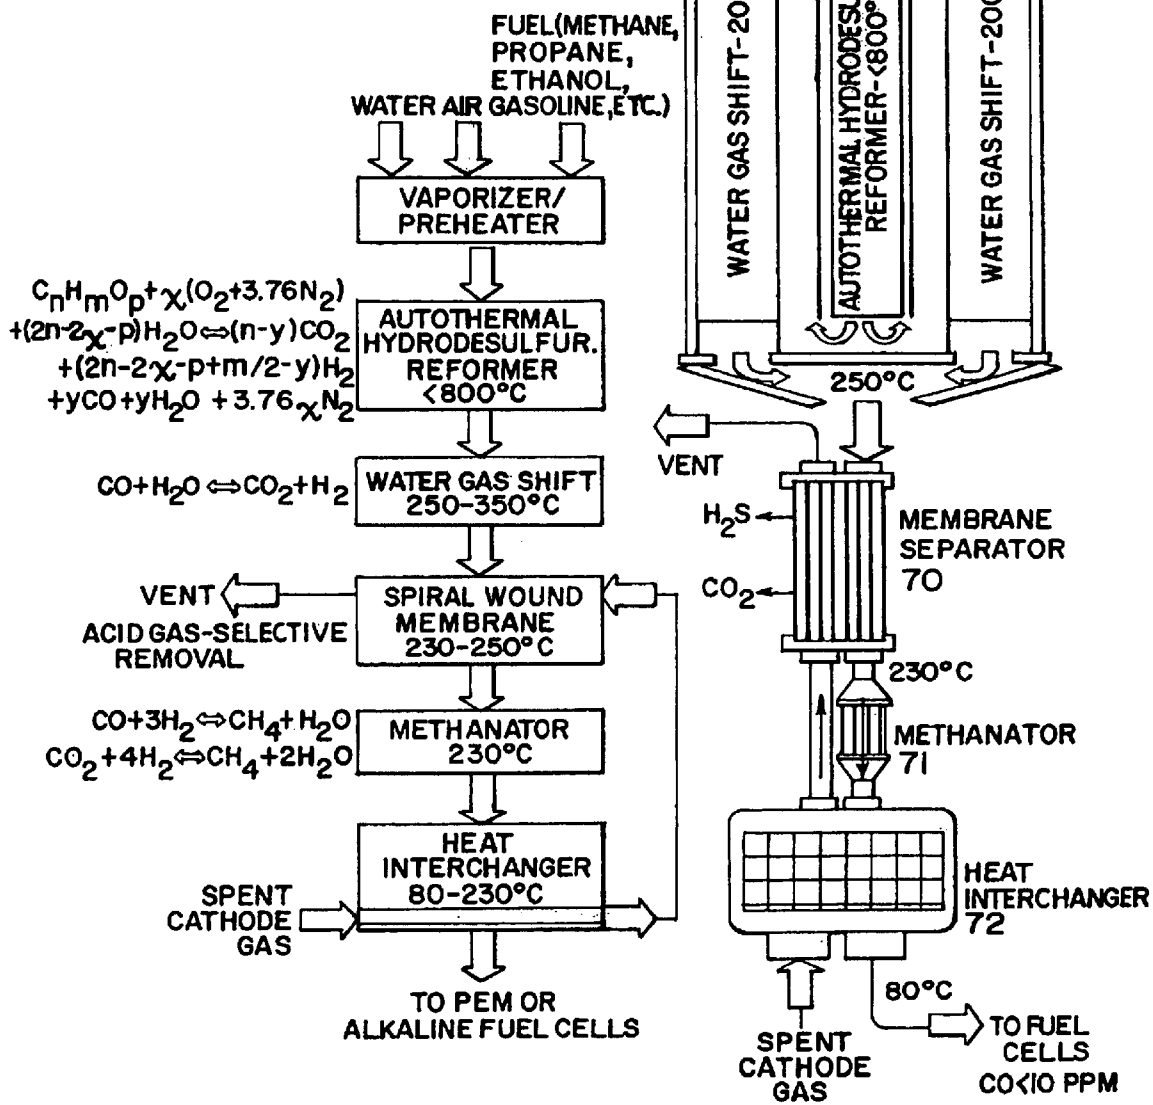 FUEL(METHANE,
PROPANE,
ETHANOL,
WATER AIR GASOLINE,ETC.)
VAPORIZER/
PREHEATER
CₙHₘOₚ+χ(O₂+3.76N₂)
+(2n-2χ-p)H₂O⇔(n-y)CO₂
+(2n-2χ-p+m/2-y)H₂
+yCO+yH₂O+3.76χN₂
AUTOTHERMAL
HYDRODESULFUR.
REFORMER
<800°C
CO+H₂O⇔CO₂+H₂
WATER GAS SHIFT
250-350°C
VENT
ACID GAS-SELECTIVE
REMOVAL
SPIRAL WOUND
MEMBRANE
230-250°C
CO+3H₂⇔CH₄+H₂O
CO₂+4H₂⇔CH₄+2H₂O
METHANATOR
230°C
HEAT
INTERCHANGER
80-230°C
SPENT
CATHODE
GAS
TO PEM OR
ALKALINE FUEL CELLS
WATER GAS SHIFT-20
AUTOTHERMAL HYDRODESU
REFORMER-<800°
WATER GAS SHIFT-200
250°C
VENT
H₂S
CO₂
MEMBRANE
SEPARATOR
70
230°C
METHANATOR
71
HEAT
INTERCHANGER
72
80°C
SPENT
CATHODE
GAS
TO FUEL
CELLS
CO<10 PPM